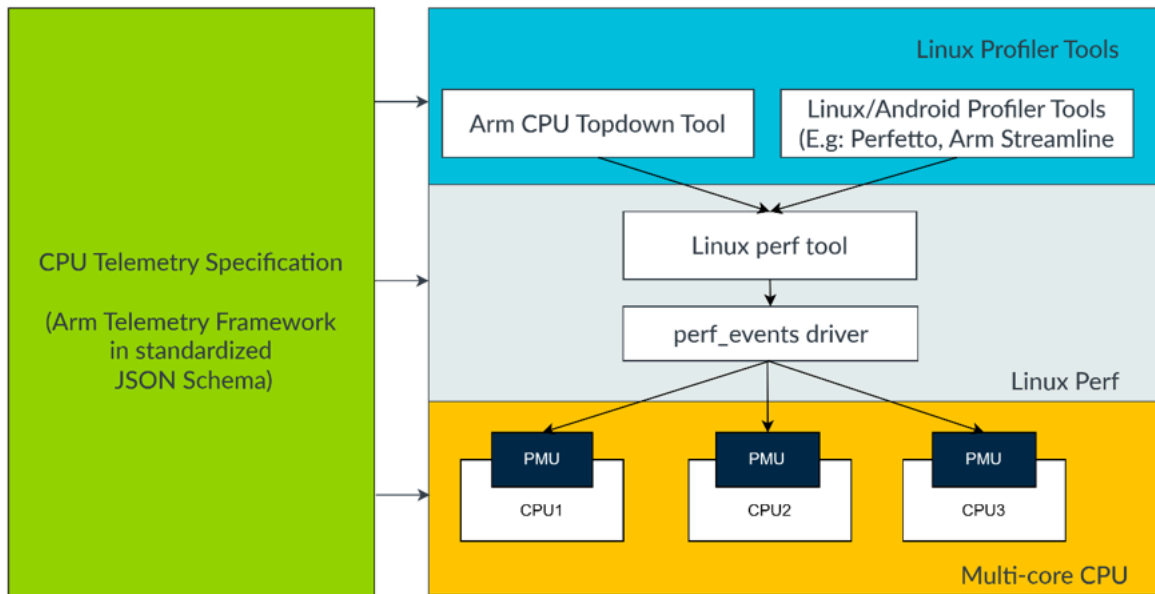 CPU Telemetry Specification
(Arm Telemetry Framework
in standardized
JSON Schema)
Linux Profiler Tools
Arm CPU Topdown Tool
Linux/Android Profiler Tools
(E.g: Perfetto, Arm Streamline
Linux perf tool
perf_events driver
Linux Perf
PMU
CPU1
PMU
CPU2
PMU
CPU3
Multi-core CPU